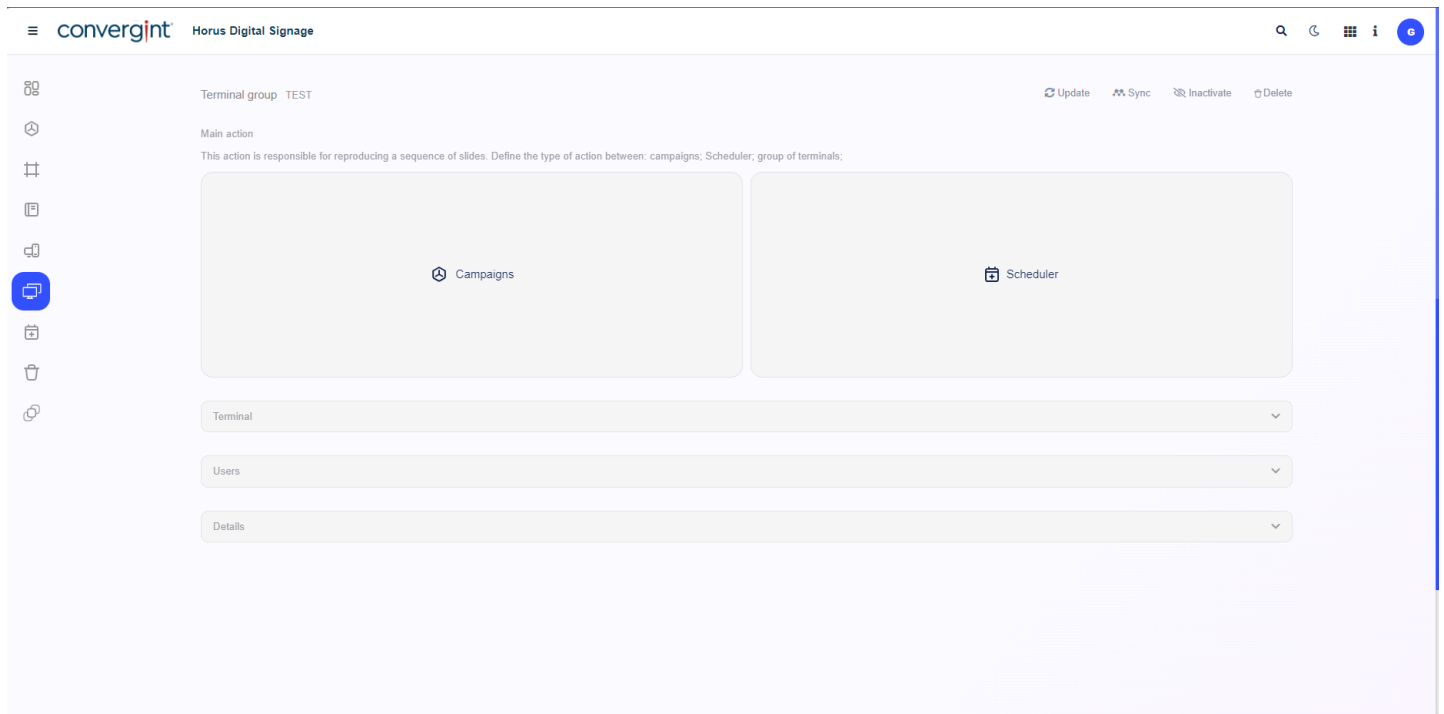 convergint Horus Digital Signage G
Terminal group TEST Update Sync Inactivate Delete
Main action
This action is responsible for reproducing a sequence of slides. Define the type of action between: campaigns; Scheduler; group of terminals;
Campaigns Scheduler
Terminal
Users
Details